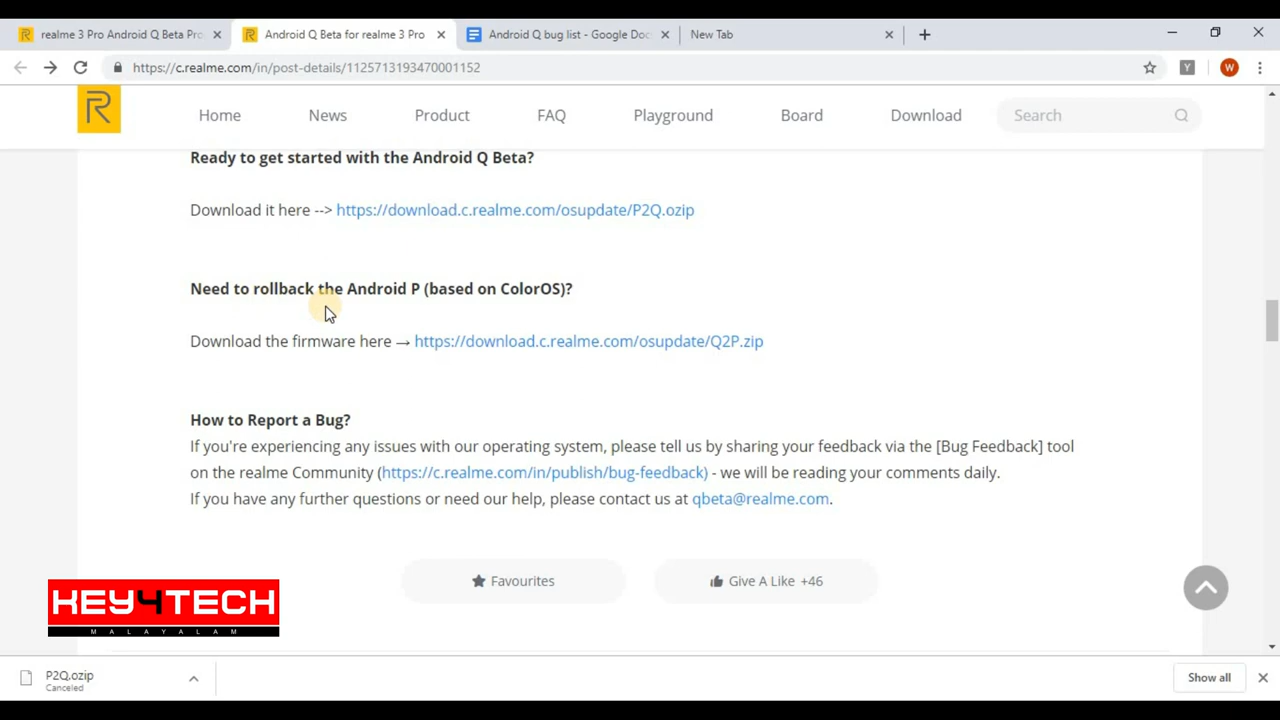 realme 3 Pro Android Q Beta Pro
Android Q Beta for realme 3 Pro
Android Q bug list - Google Doc
New Tab
https://c.realme.com/in/post-details/1125713193470001152
Y
W
R
Home
News
Product
FAQ
Playground
Board
Download
Search
Ready to get started with the Android Q Beta?
Download it here --> https://download.c.realme.com/osupdate/P2Q.ozip
Need to rollback the Android P (based on ColorOS)?
Download the firmware here → https://download.c.realme.com/osupdate/Q2P.zip
How to Report a Bug?
If you're experiencing any issues with our operating system, please tell us by sharing your feedback via the [Bug Feedback] tool
on the realme Community (https://c.realme.com/in/publish/bug-feedback) - we will be reading your comments daily.
If you have any further questions or need our help, please contact us at qbeta@realme.com.
Favourites
Give A Like +46
KEY4TECH
MALAYALAM
P2Q.ozip
Canceled
Show all